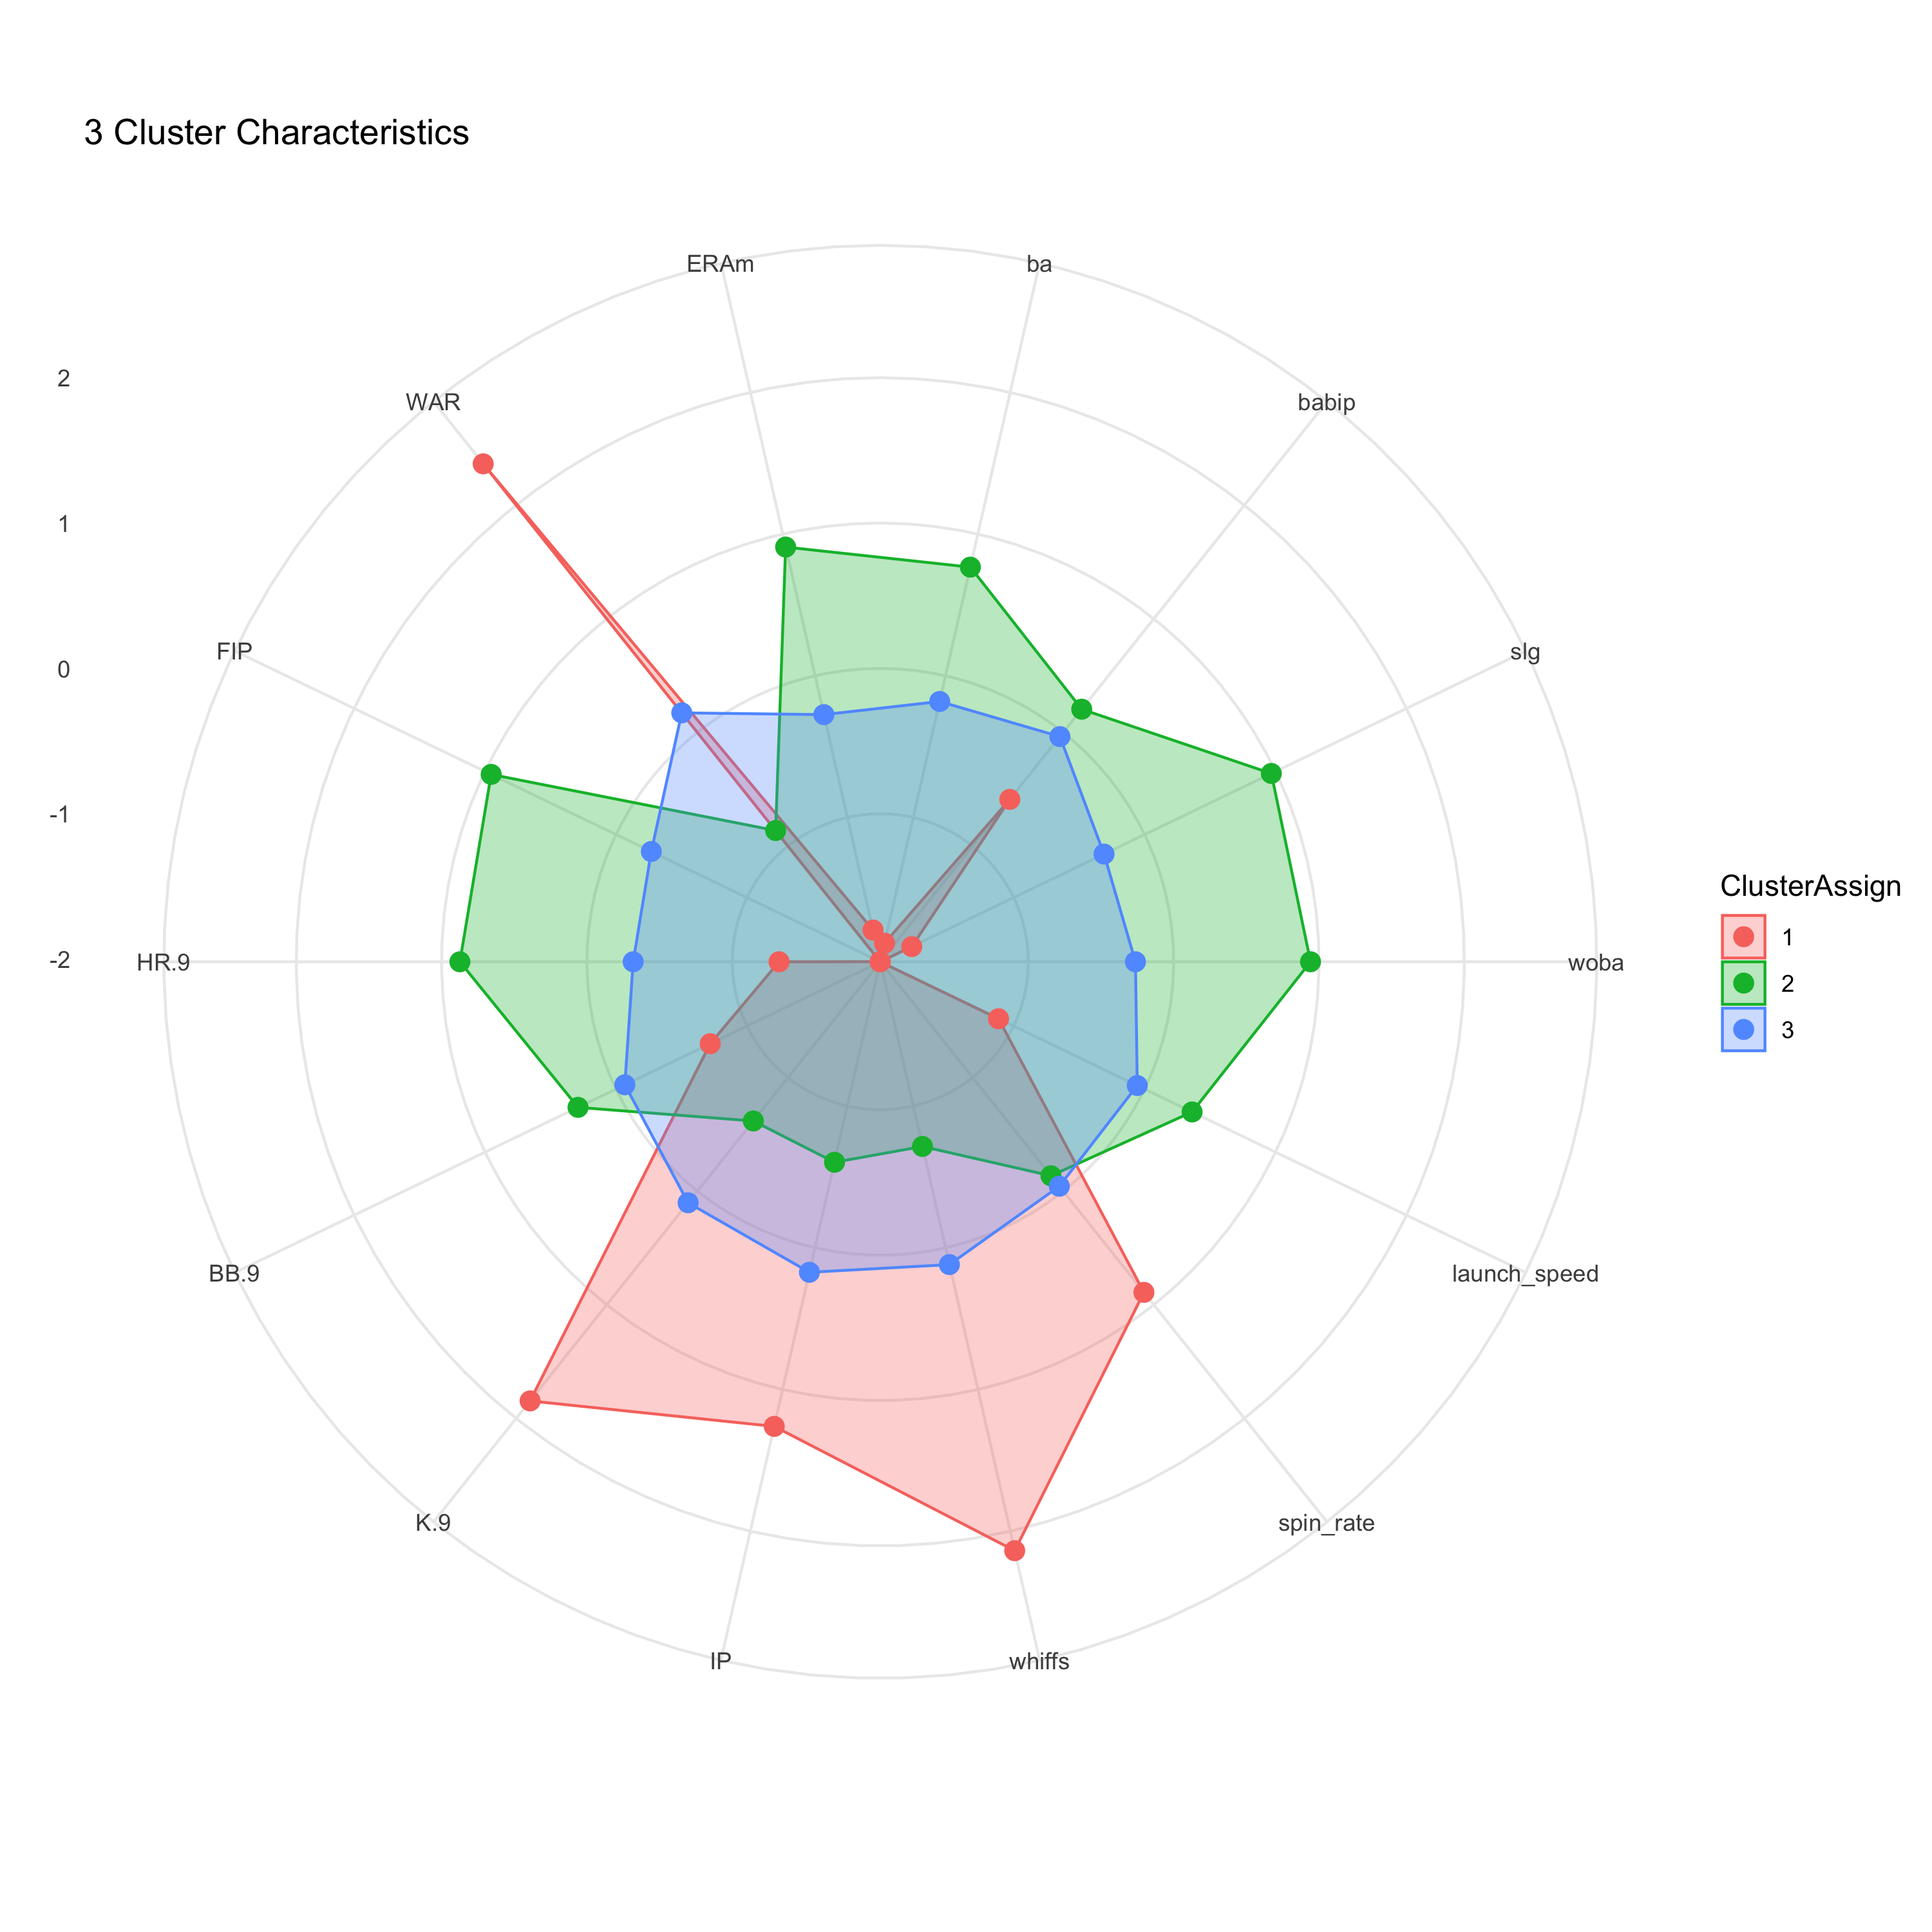 3 Cluster Characteristics
ERAm
ba
2
WAR
babip
1
FIP
slg
0
-1
ClusterAssign
1
-2
HR.9
woba
2
3
BB.9
launch_speed
K.9
spin_rate
IP
whiffs